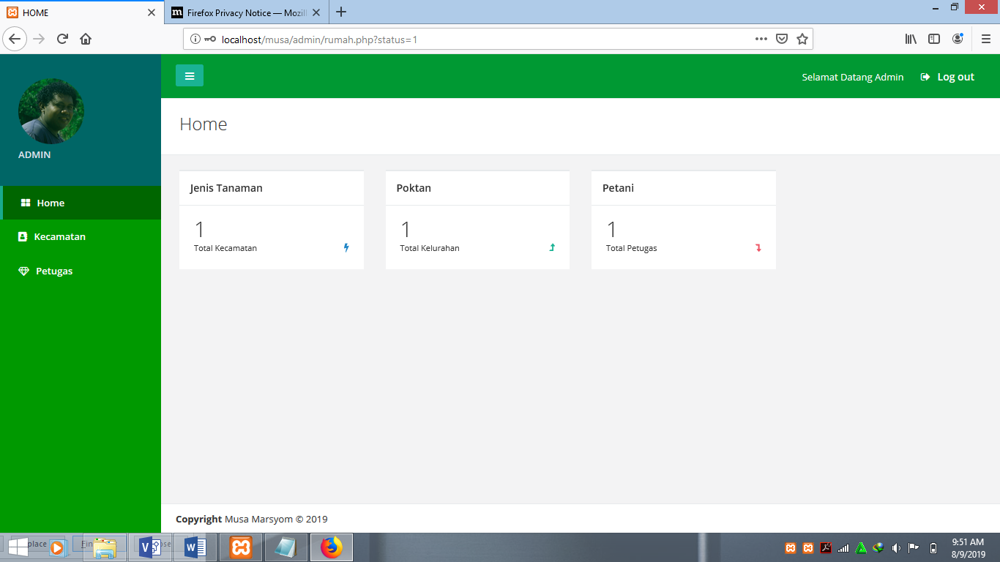 HOME
Firefox Privacy Notice — Mozil
localhost/musa/admin/rumah.php?status=1
Selamat Datang Admin
Log out
ADMIN
Home
Home
Kecamatan
Petugas
Jenis Tanaman
1
Total Kecamatan
Poktan
1
Total Kelurahan
Petani
1
Total Petugas
Copyright Musa Marsyom © 2019
9:51 AM
8/9/2019